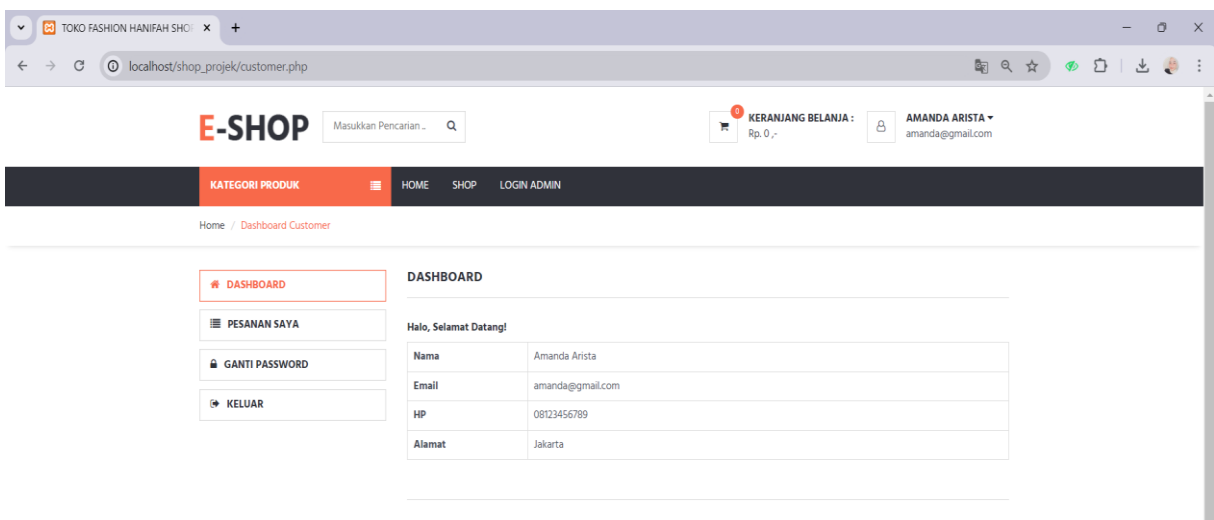 TOKO FASHION HANIFAH SHOP
localhost/shop_projek/customer.php
E-SHOP
Masukkan Pencarian ..
0
KERANJANG BELANJA :
Rp. 0 ,-
AMANDA ARISTA
amanda@gmail.com
KATEGORI PRODUK
HOME SHOP LOGIN ADMIN
Home / Dashboard Customer
DASHBOARD
PESANAN SAYA
GANTI PASSWORD
KELUAR
DASHBOARD
Halo, Selamat Datang!
Nama Amanda Arista
Email amanda@gmail.com
HP 08123456789
Alamat Jakarta